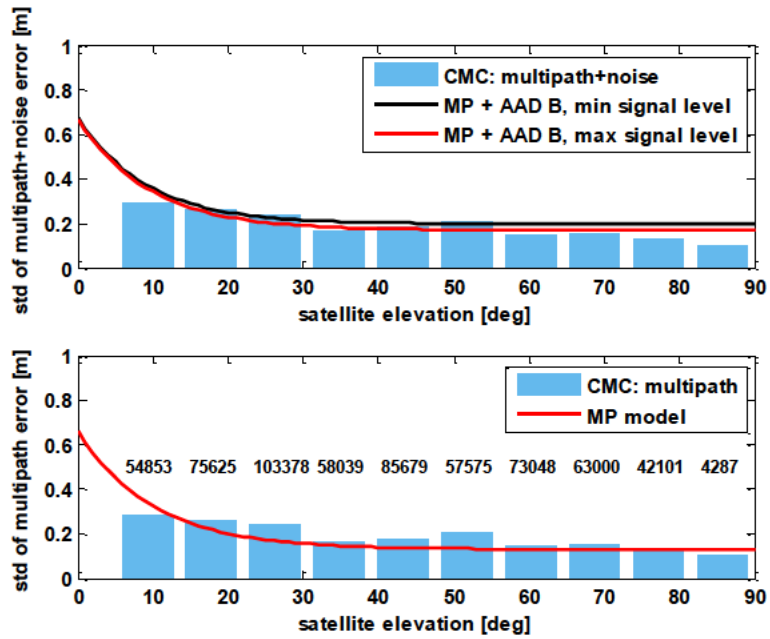 std of multipath+noise error [m]
1
0.8
0.6
0.4
0.2
0
CMC: multipath+noise
MP + AAD B, min signal level
MP + AAD B, max signal level
0 10 20 30 40 50 60 70 80 90
satellite elevation [deg]
std of multipath error [m]
1
0.8
0.6
0.4
0.2
0
CMC: multipath
MP model
54853 75625 103378 58039 85679 57575 73048 63000 42101 4287
0 10 20 30 40 50 60 70 80 90
satellite elevation [deg]